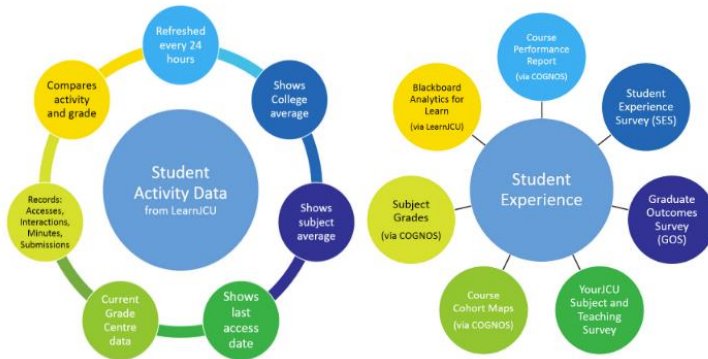 Refreshed
every 24
hours
Shows
College
average
Shows
subject
average
Shows
last
access
date
Current
Grade
Centre
data
Records:
Accesses,
Interactions,
Minutes,
Submissions
Compares
activity
and grade
Student
Activity Data
from LearnJCU
Course
Performance
Report
(via COGNOS)
Student
Experience
Survey (SES)
Graduate
Outcomes
Survey
(GOS)
YourJCU
Subject and
Teaching
Survey
Course
Cohort Maps
(via COGNOS)
Subject
Grades
(via COGNOS)
Blackboard
Analytics for
Learn
(via LearnJCU)
Student
Experience